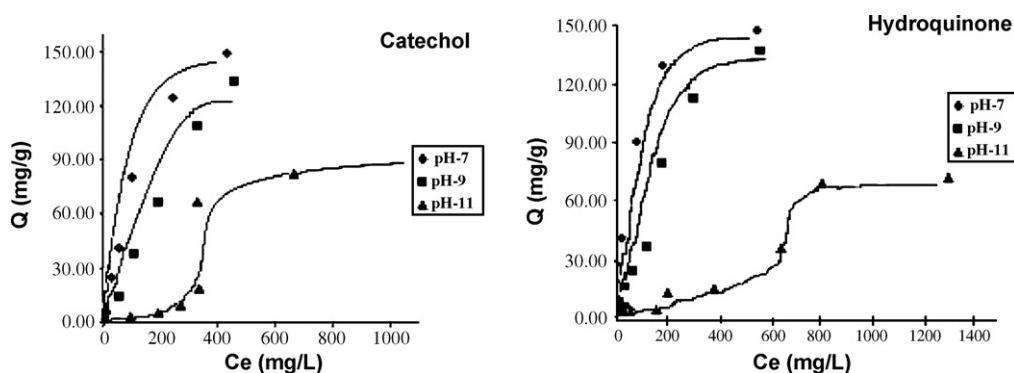 Catechol
150.00
120.00
90.00
60.00
30.00
0.00
Q (mg/g)
0 200 400 600 800 1000
Ce (mg/L)
pH-7
pH-9
pH-11
Hydroquinone
150.00
120.00
90.00
60.00
30.00
0.00
Q (mg/g)
0 200 400 600 800 1000 1200 1400
Ce (mg/L)
pH-7
pH-9
pH-11